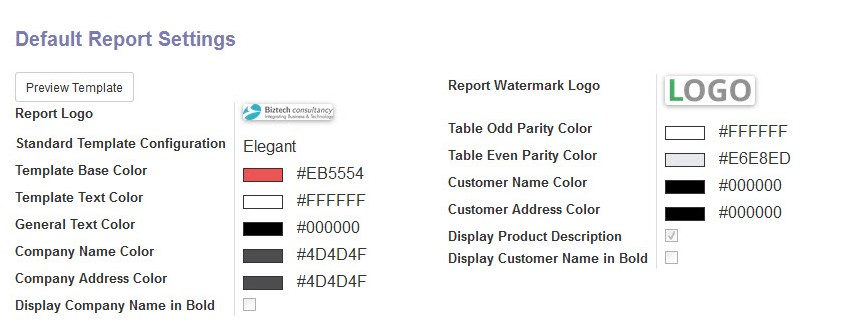 Default Report Settings
Preview Template
Report Logo
Biztech consultancy
Integrating Business & Technology
Standard Template Configuration
Elegant
Template Base Color
#EB5554
Template Text Color
#FFFFFF
General Text Color
#000000
Company Name Color
#4D4D4F
Company Address Color
#4D4D4F
Display Company Name in Bold
Report Watermark Logo
LOGO
Table Odd Parity Color
#FFFFFF
Table Even Parity Color
#E6E8ED
Customer Name Color
#000000
Customer Address Color
#000000
Display Product Description
Display Customer Name in Bold